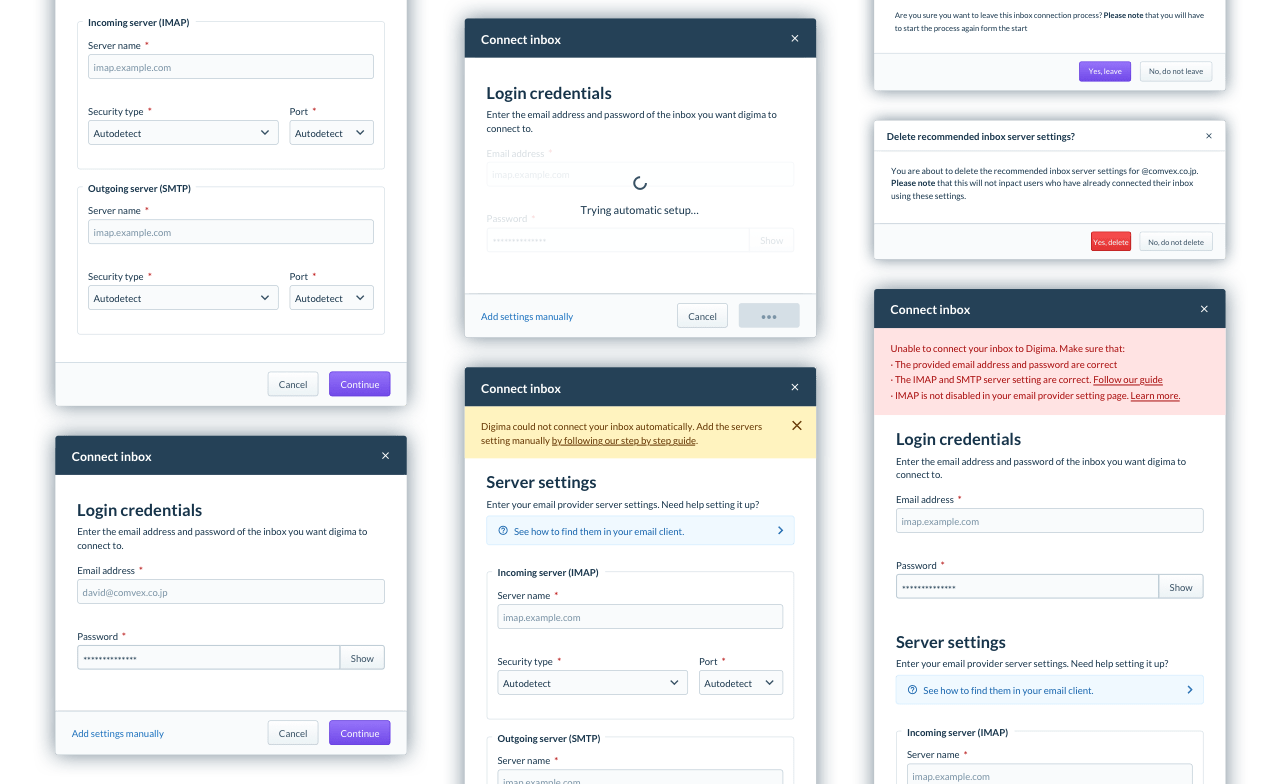 Incoming server (IMAP)
Server name *
imap.example.com
Security type *
Port *
Autodetect
Autodetect
Outgoing server (SMTP)
Server name *
imap.example.com
Security type *
Port *
Autodetect
Autodetect
Cancel
Continue
Connect inbox
Login credentials
Enter the email address and password of the inbox you want digima to
connect to.
Email address *
david@comvex.co.jp
Password *
**************
Show
Add settings manually
Cancel
Continue
Connect inbox
Login credentials
Enter the email address and password of the inbox you want digima to
connect to.
Email address *
imap.example.com
Trying automatic setup...
Password *
***************
Show
Add settings manually
Cancel
Connect inbox
Digima could not connect your inbox automatically. Add the servers
setting manually by following our step by step guide.
Server settings
Enter your email provider server settings. Need help setting it up?
See how to find them in your email client.
Incoming server (IMAP)
Server name *
imap.example.com
Security type *
Port *
Autodetect
Autodetect
Outgoing server (SMTP)
Server name *
imap.example.com
Are you sure you want to leave this inbox connection process? Please note that you will have
to start the process again form the start
Yes, leave
No, do not leave
Delete recommended inbox server settings?
You are about to delete the recommended inbox server settings for @comvex.co.jp.
Please note that this will not inpact users who have already connected their inbox
using these settings.
Yes, delete
No, do not delete
Connect inbox
Unable to connect your inbox to Digima. Make sure that:
· The provided email address and password are correct
· The IMAP and SMTP server setting are correct. Follow our guide
· IMAP is not disabled in your email provider setting page. Learn more.
Login credentials
Enter the email address and password of the inbox you want digima to
connect to.
Email address *
imap.example.com
Password *
**************
Show
Server settings
Enter your email provider server settings. Need help setting it up?
See how to find them in your email client.
Incoming server (IMAP)
Server name *
imap.example.com